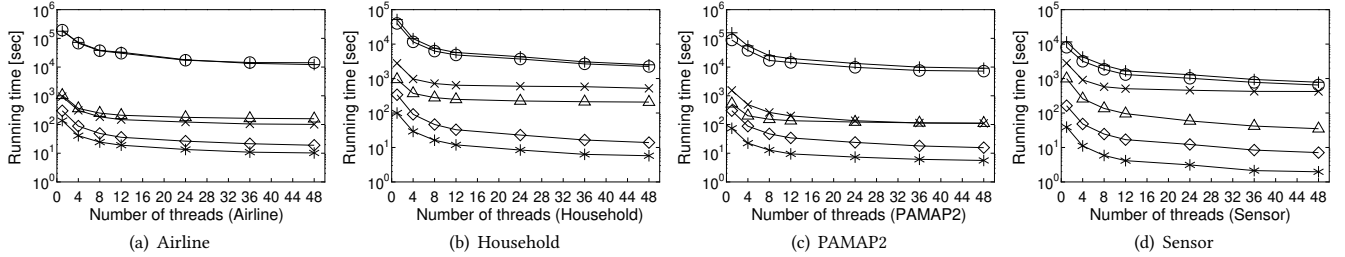 Running time [sec]
10^6
10^5
10^4
10^3
10^2
10^1
10^0
0 4 8 12 16 20 24 28 32 36 40 44 48
Number of threads (Airline)
(a) Airline
Running time [sec]
10^5
10^4
10^3
10^2
10^1
10^0
0 4 8 12 16 20 24 28 32 36 40 44 48
Number of threads (Household)
(b) Household
Running time [sec]
10^6
10^5
10^4
10^3
10^2
10^1
10^0
0 4 8 12 16 20 24 28 32 36 40 44 48
Number of threads (PAMAP2)
(c) PAMAP2
Running time [sec]
10^5
10^4
10^3
10^2
10^1
10^0
0 4 8 12 16 20 24 28 32 36 40 44 48
Number of threads (Sensor)
(d) Sensor